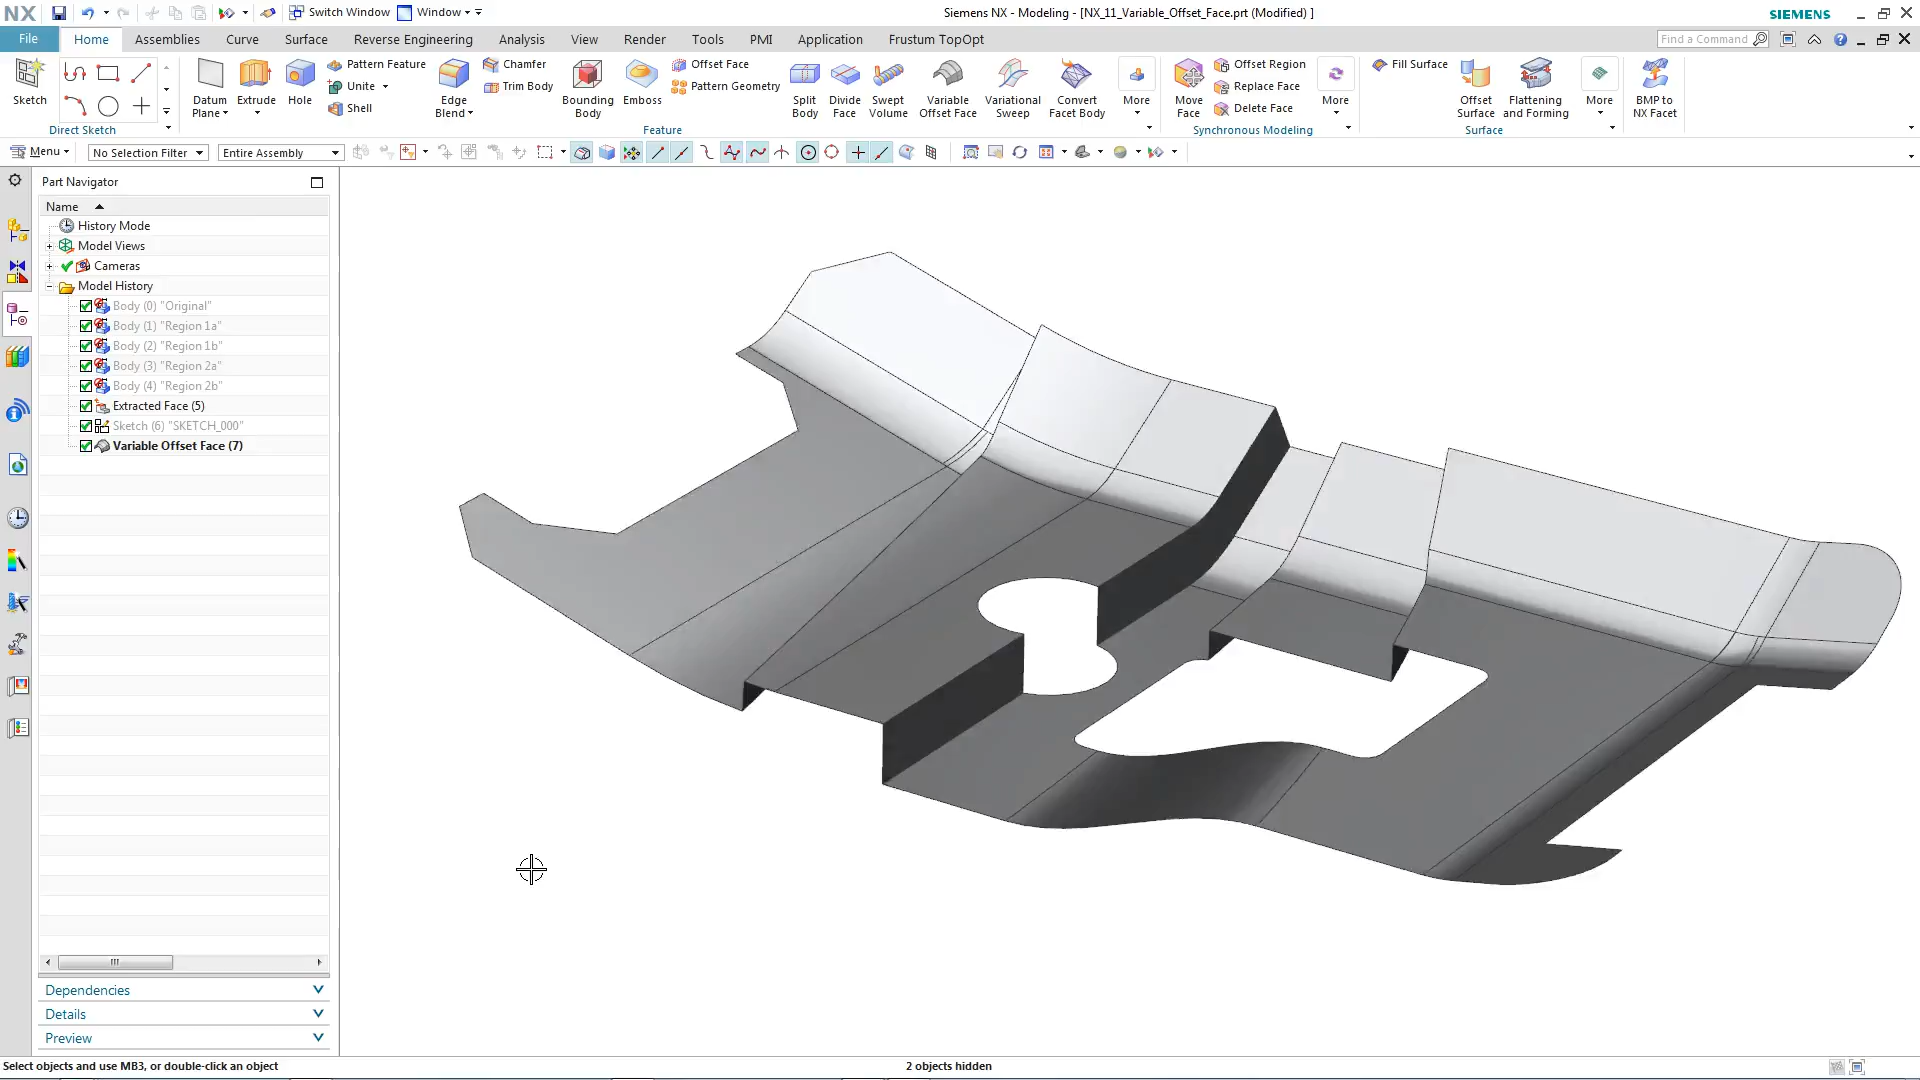 NX Switch Window Window Siemens NX - Modeling - [NX_11_Variable_Offset_Face.prt (Modified) ] SIEMENS
File Home Assemblies Curve Surface Reverse Engineering Analysis View Render Tools PMI Application Frustum TopOpt Find a Command
Sketch
Direct Sketch
Datum Plane
Extrude
Hole
Pattern Feature
Unite
Shell
Edge Blend
Chamfer
Trim Body
Bounding Body
Emboss
Offset Face
Pattern Geometry
Split Body
Divide Face
Swept Volume
Variable Offset Face
Variational Sweep
Convert Facet Body
More
Feature
Move Face
Offset Region
Replace Face
Delete Face
More
Synchronous Modeling
Fill Surface
Offset Surface
Flattening and Forming
More
Surface
BMP to NX Facet
Menu No Selection Filter Entire Assembly
Part Navigator
Name
History Mode
Model Views
Cameras
Model History
Body (0) "Original"
Body (1) "Region 1a"
Body (2) "Region 1b"
Body (3) "Region 2a"
Body (4) "Region 2b"
Extracted Face (5)
Sketch (6) "SKETCH_000"
Variable Offset Face (7)
Dependencies
Details
Preview
Select objects and use MB3, or double-click an object 2 objects hidden